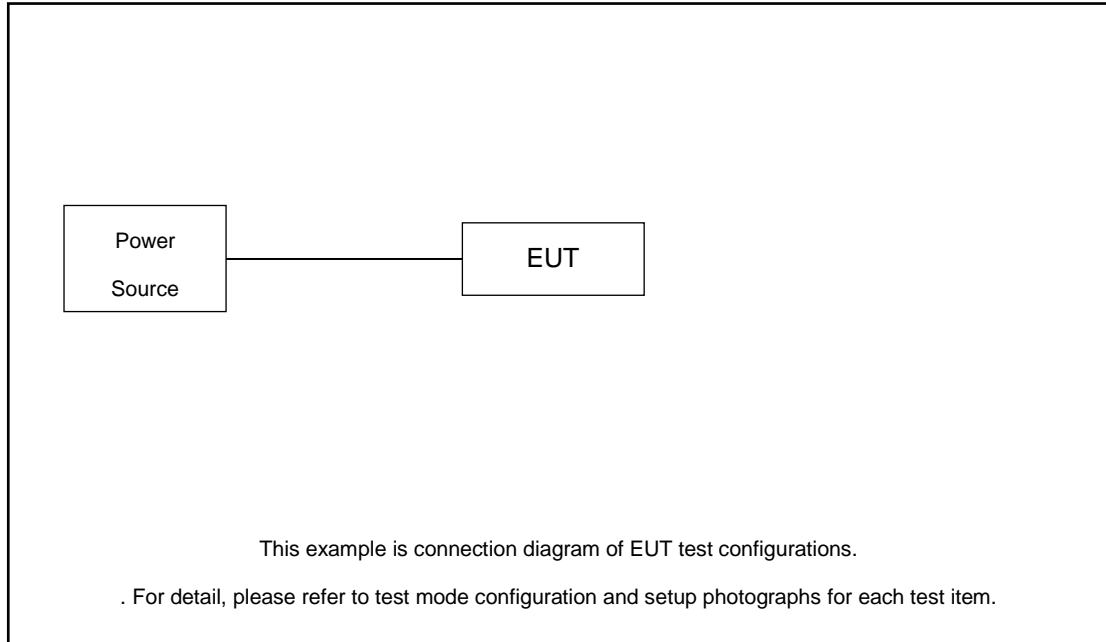 Power
Source
EUT
This example is connection diagram of EUT test configurations.
. For detail, please refer to test mode configuration and setup photographs for each test item.